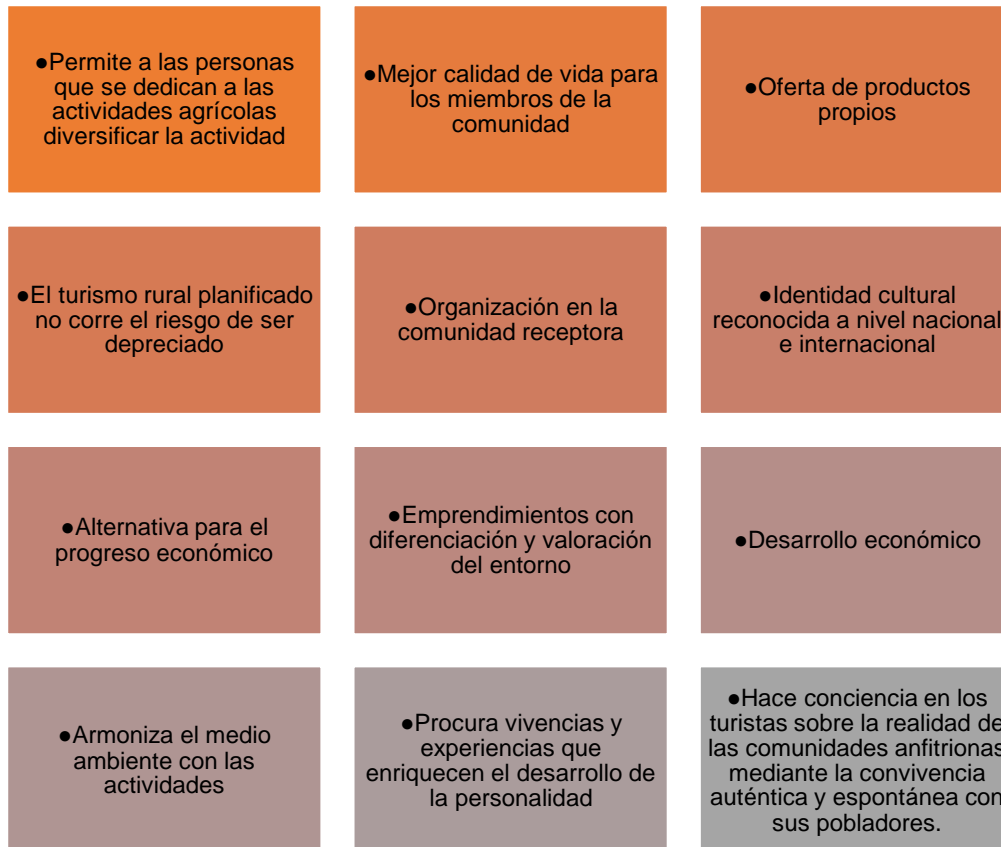 ●Permite a las personas
que se dedican a las
actividades agrícolas
diversificar la actividad
●Mejor calidad de vida para
los miembros de la
comunidad
●Oferta de productos
propios
●El turismo rural planificado
no corre el riesgo de ser
depreciado
●Organización en la
comunidad receptora
●Identidad cultural
reconocida a nivel nacional
e internacional
●Alternativa para el
progreso económico
●Emprendimientos con
diferenciación y valoración
del entorno
●Desarrollo económico
●Armoniza el medio
ambiente con las
actividades
●Procura vivencias y
experiencias que
enriquecen el desarrollo de
la personalidad
●Hace conciencia en los
turistas sobre la realidad de
las comunidades anfitrionas
mediante la convivencia
auténtica y espontánea con
sus pobladores.